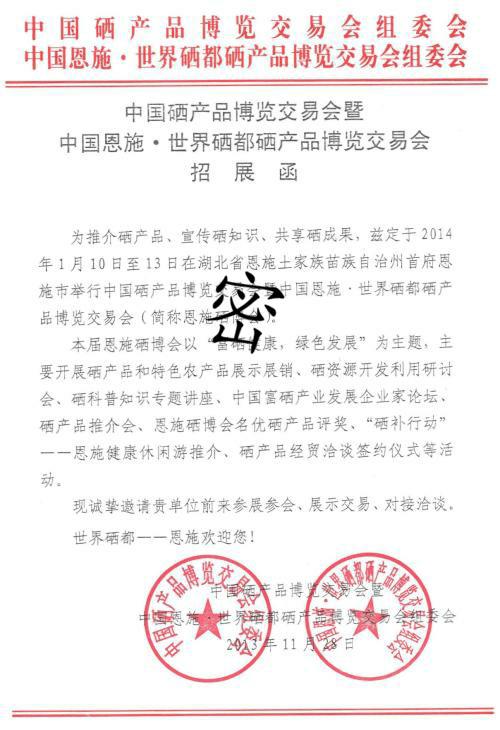 中国硒产品博览交易会组委会
中国恩施·世界硒都硒产品博览交易会组委会
中国硒产品博览交易会暨
中国恩施·世界硒都硒产品博览交易会
招展函
为推介硒产品、宣传硒知识、共享硒成果，兹定于2014
年1月10日至13日在湖北省恩施土家族苗族自治州首府恩
施市举行中国硒产品博览交易会暨中国恩施·世界硒都硒产
品博览交易会（简称恩施硒博会）。
密
本届恩施硒博会以“富硒健康，绿色发展”为主题，主
要开展硒产品和特色农产品展示展销、硒资源开发利用研讨
会、硒科普知识专题讲座、中国富硒产业发展企业家论坛、
硒产品推介会、恩施硒博会名优硒产品评奖、“硒补行动”
——恩施健康休闲游推介、硒产品经贸洽谈签约仪式等活
动。
现诚挚邀请贵单位前来参展参会、展示交易、对接洽谈。
世界硒都——恩施欢迎您！
中国硒产品博览交易会暨
中国恩施·世界硒都硒产品博览交易会组委会
2013年11月28日
中国硒产品博览交易会组委会
中国恩施·世界硒都硒产品博览交易会组委会